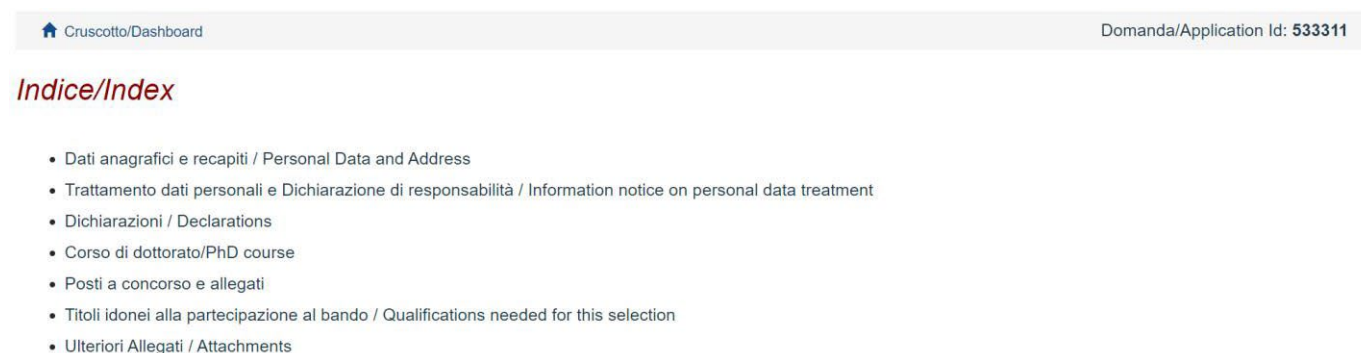 Cruscotto/Dashboard Domanda/Application Id: 533311
Indice/Index
• Dati anagrafici e recapiti / Personal Data and Address
• Trattamento dati personali e Dichiarazione di responsabilità / Information notice on personal data treatment
• Dichiarazioni / Declarations
• Corso di dottorato/PhD course
• Posti a concorso e allegati
• Titoli idonei alla partecipazione al bando / Qualifications needed for this selection
• Ulteriori Allegati / Attachments